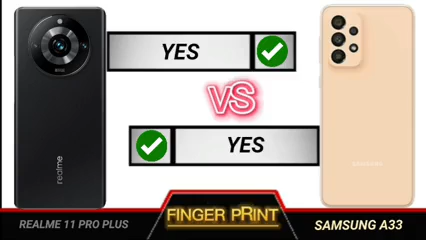 YES
VS
YES
realme
SAMSUNG
FINGER PRINT
REALME 11 PRO PLUS
SAMSUNG A33